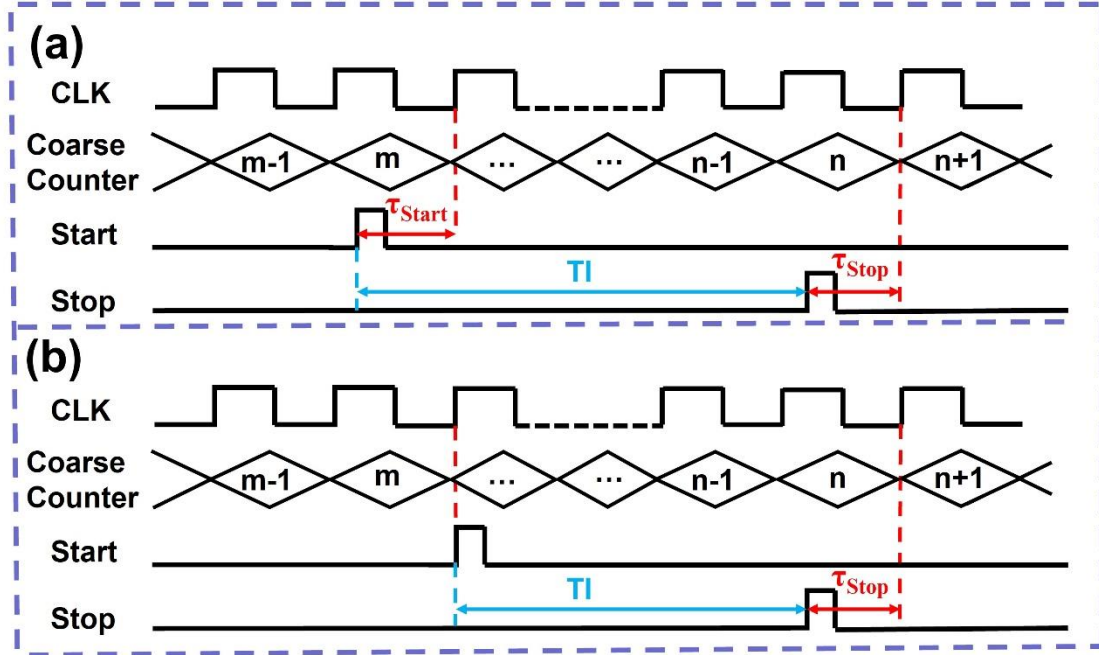 (a)
CLK
Coarse Counter
m-1 m ... ... n-1 n n+1
Start
τStart
TI
τStop
Stop
(b)
CLK
Coarse Counter
m-1 m ... ... n-1 n n+1
Start
TI
τStop
Stop